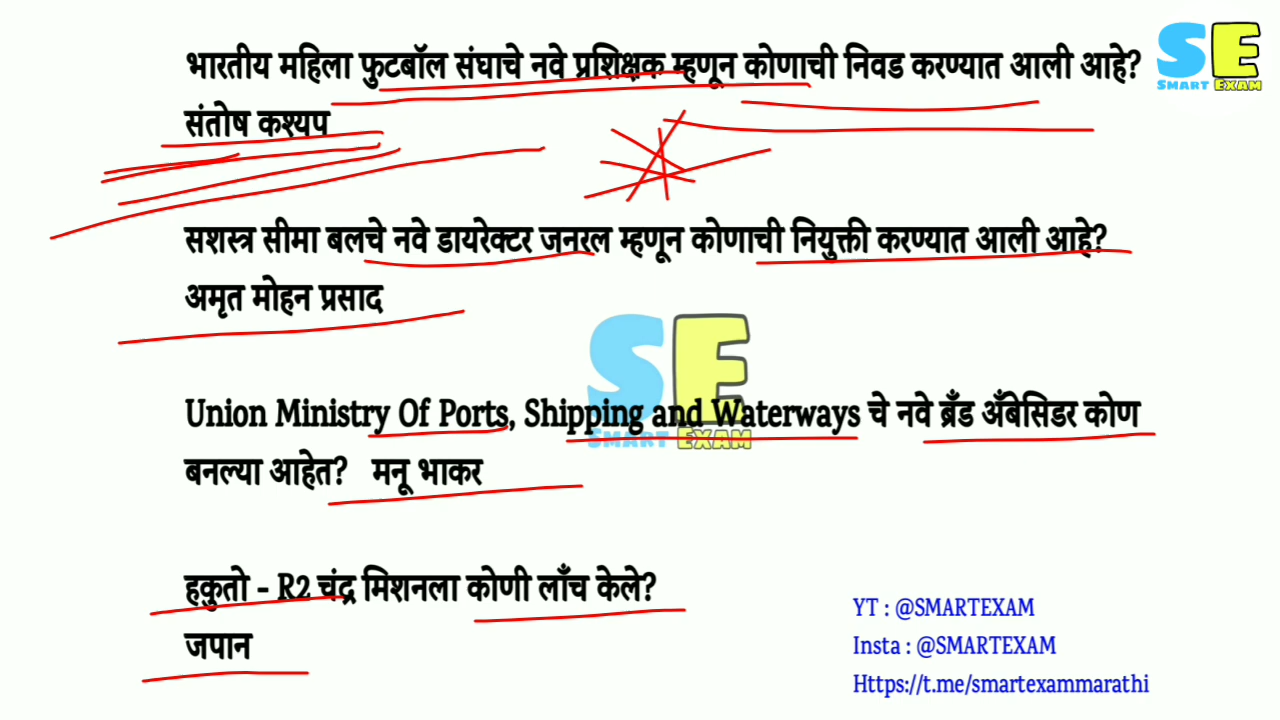 SE
SMART EXAM
भारतीय महिला फुटबॉल संघाचे नवे प्रशिक्षक म्हणून कोणाची निवड करण्यात आली आहे?
संतोष कश्यप
सशस्त्र सीमा बलचे नवे डायरेक्टर जनरल म्हणून कोणाची नियुक्ती करण्यात आली आहे?
अमृत मोहन प्रसाद
SE
Union Ministry Of Ports, Shipping and Waterways चे नवे ब्रँड अँबेसिडर कोण
SMART EXAM
बनल्या आहेत? मनू भाकर
हकुतो - R2 चंद्र मिशनला कोणी लाँच केले?
जपान
YT : @SMARTEXAM
Insta : @SMARTEXAM
Https://t.me/smartexammarathi